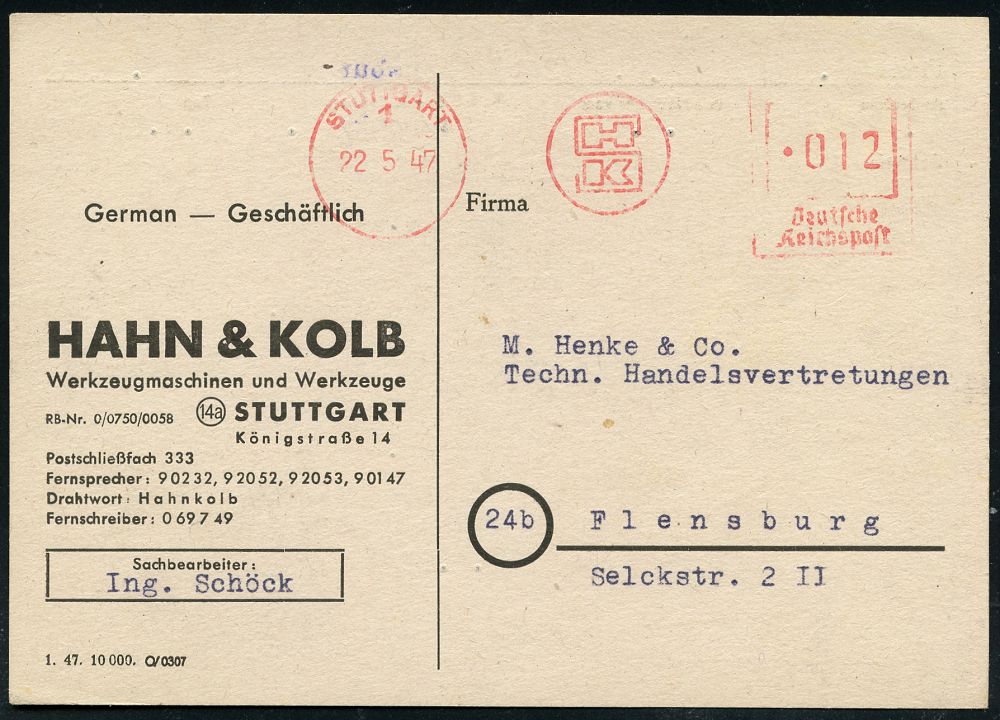 STUTTGART
1
22 5 47
HK
012
Deutsche
Reichspost
German — Geschäftlich
HAHN & KOLB
Werkzeugmaschinen und Werkzeuge
RB-Nr. 0/0750/0058 14a STUTTGART
Königstraße 14
Postschließfach 333
Fernsprecher: 90232, 92052, 92053, 90147
Drahtwort: Hahnkolb
Fernschreiber: 069749
Sachbearbeiter:
Ing. Schöck
1. 47. 10000. Q/0307
Firma
M. Henke & Co.
Techn. Handelsvertretungen
24b Flensburg
Selckstr. 2 II